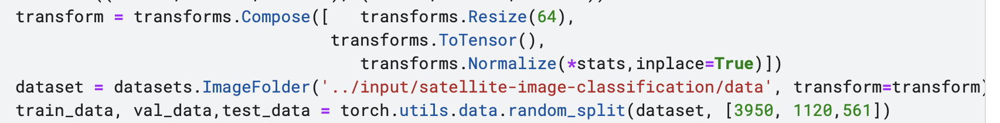 transform = transforms.Compose([   transforms.Resize(64),
                                transforms.ToTensor(),
                                   transforms.Normalize(*stats,inplace=True)])
dataset = datasets.ImageFolder('../input/satellite-image-classification/data', transform=transform)
train_data, val_data,test_data = torch.utils.data.random_split(dataset, [3950, 1120,561])